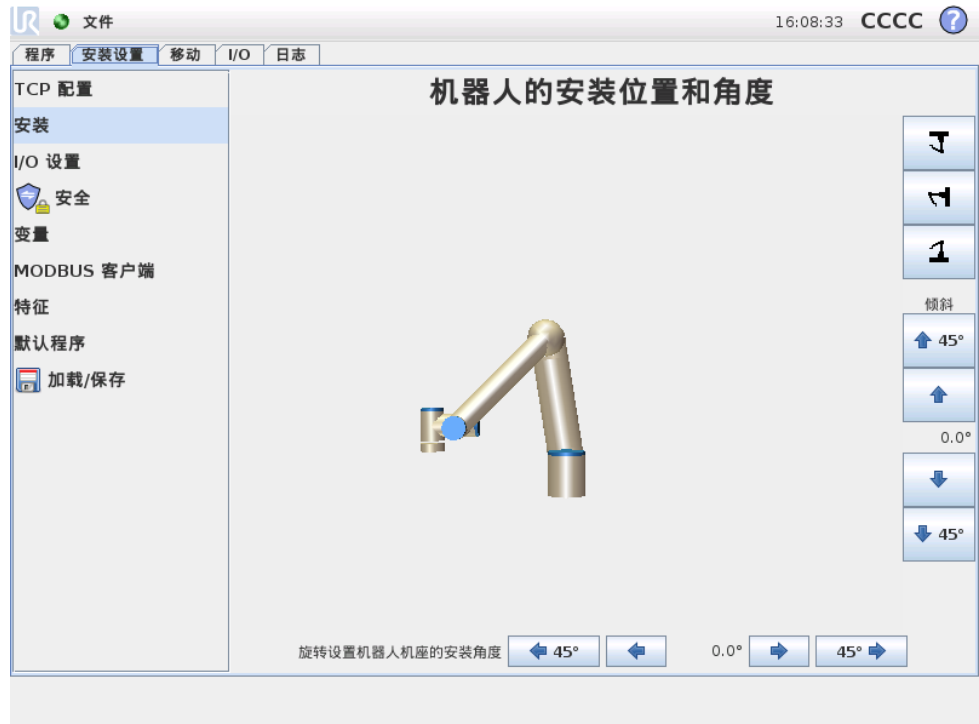 UR 文件 16:08:33 CCCC ?
程序 安装设置 移动 I/O 日志
TCP 配置
安装
I/O 设置
安全
变量
MODBUS 客户端
特征
默认程序
加载/保存
机器人的安装位置和角度
倾斜
45°
0.0°
45°
旋转设置机器人机座的安装角度 45° 0.0° 45°